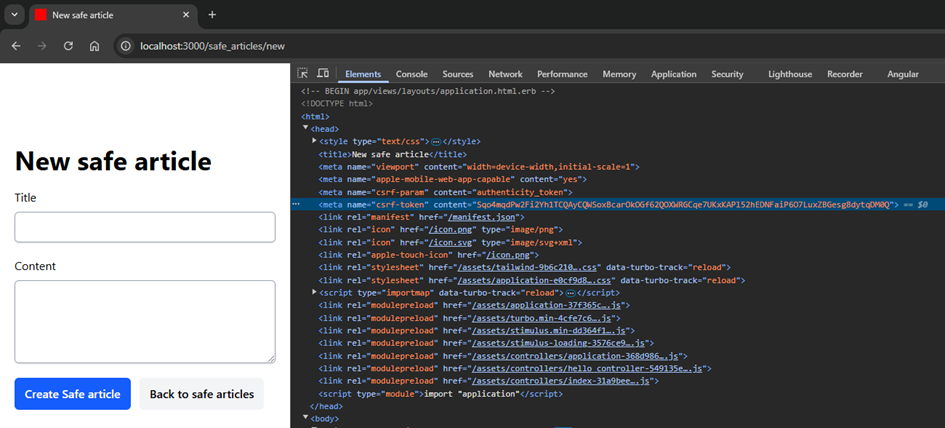 New safe article
localhost:3000/safe_articles/new
New safe article
Title
Content
Create Safe article
Back to safe articles
Elements Console Sources Network Performance Memory Application Security Lighthouse Recorder Angular
<!-- BEGIN app/views/layouts/application.html.erb -->
<!DOCTYPE html>
<html>
<head>
<style type="text/css">…</style>
<title>New safe article</title>
<meta name="viewport" content="width=device-width,initial-scale=1">
<meta name="apple-mobile-web-app-capable" content="yes">
<meta name="csrf-param" content="authenticity_token">
<meta name="csrf-token" content="Sqo4mqdPw2Fi2Yh1TCQAyCQWSoxBcarOkOGf62QOXWRGCqe7UKxKAP152hEDNFaiP6O7LuxZBGesg8dytqDM0Q"> == $0
<link rel="manifest" href="/manifest.json">
<link rel="icon" href="/icon.png" type="image/png">
<link rel="icon" href="/icon.svg" type="image/svg+xml">
<link rel="apple-touch-icon" href="/icon.png">
<link rel="stylesheet" href="/assets/tailwind-9b6c210….css" data-turbo-track="reload">
<link rel="stylesheet" href="/assets/application-e0cf9d8….css" data-turbo-track="reload">
<script type="importmap" data-turbo-track="reload">…</script>
<link rel="modulepreload" href="/assets/application-37f365c….js">
<link rel="modulepreload" href="/assets/turbo.min-4cfe7c6….js">
<link rel="modulepreload" href="/assets/stimulus.min-dd364f1….js">
<link rel="modulepreload" href="/assets/stimulus-loading-3576ce9….js">
<link rel="modulepreload" href="/assets/controllers/application-368d986….js">
<link rel="modulepreload" href="/assets/controllers/hello_controller-549135e….js">
<link rel="modulepreload" href="/assets/controllers/index-31a9bee….js">
<script type="module">import "application"</script>
</head>
<body>